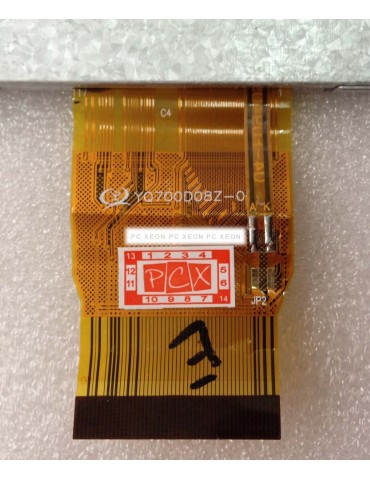 C4
YQ700D08Z-0
A K
PC XEON PC XEON PC XEON
13 1 2 3 4
12 PCX 5
11 6
10 9 8 7 14
JP2